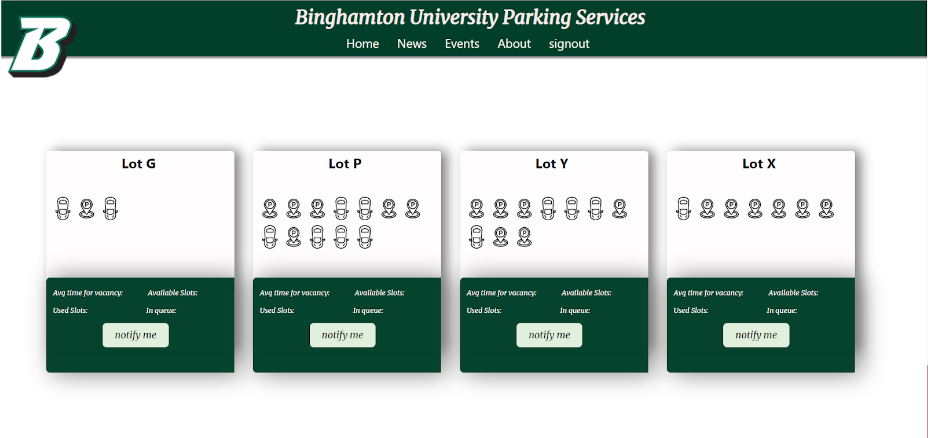 Binghamton University Parking Services
B
Home News Events About signout
Lot G
Avg time for vacancy: Available Slots:
Used Slots: In queue:
notify me
Lot P
Avg time for vacancy: Available Slots:
Used Slots: In queue:
notify me
Lot Y
Avg time for vacancy: Available Slots:
Used Slots: In queue:
notify me
Lot X
Avg time for vacancy: Available Slots:
Used Slots: In queue:
notify me